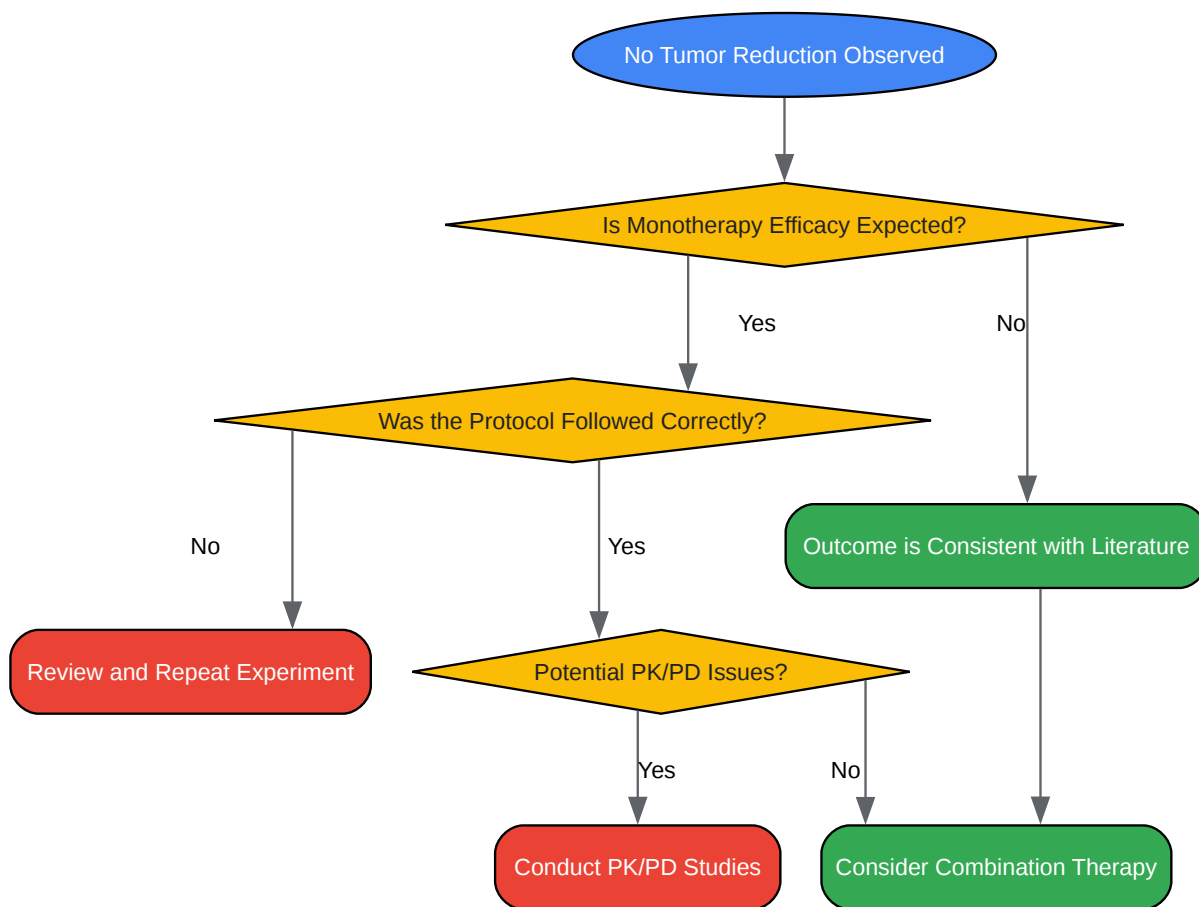 No Tumor Reduction Observed
Is Monotherapy Efficacy Expected?
Yes
No
Was the Protocol Followed Correctly?
No
Yes
Outcome is Consistent with Literature
Review and Repeat Experiment
Potential PK/PD Issues?
Yes
No
Conduct PK/PD Studies
Consider Combination Therapy